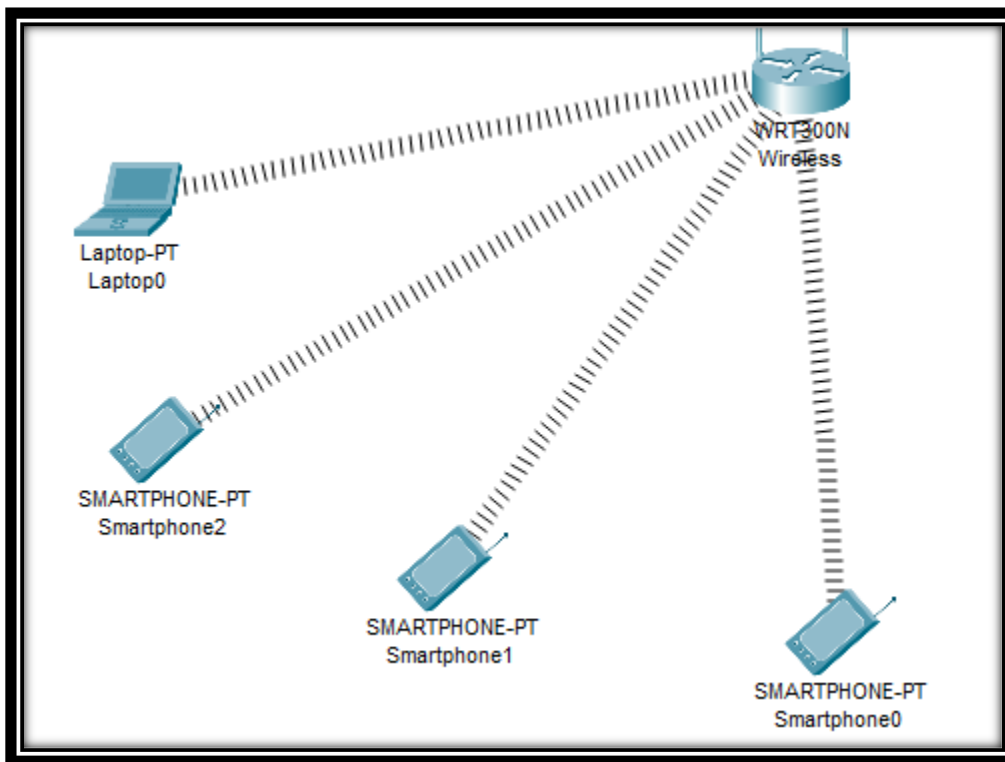 WRT300N
Wireless
Laptop-PT
Laptop0
SMARTPHONE-PT
Smartphone2
SMARTPHONE-PT
Smartphone1
SMARTPHONE-PT
Smartphone0